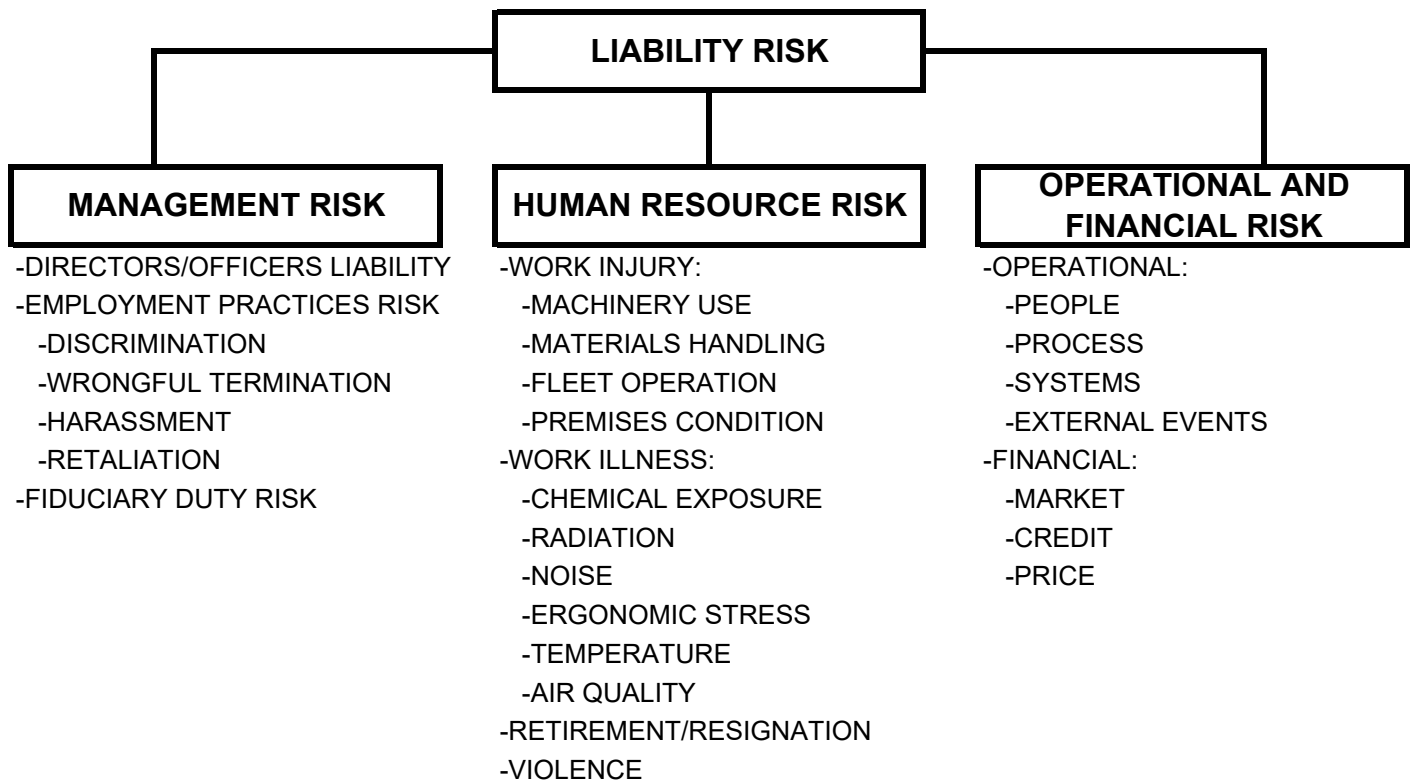 LIABILITY RISK
MANAGEMENT RISK
-DIRECTORS/OFFICERS LIABILITY
-EMPLOYMENT PRACTICES RISK
-DISCRIMINATION
-WRONGFUL TERMINATION
-HARASSMENT
-RETALIATION
-FIDUCIARY DUTY RISK
HUMAN RESOURCE RISK
-WORK INJURY:
-MACHINERY USE
-MATERIALS HANDLING
-FLEET OPERATION
-PREMISES CONDITION
-WORK ILLNESS:
-CHEMICAL EXPOSURE
-RADIATION
-NOISE
-ERGONOMIC STRESS
-TEMPERATURE
-AIR QUALITY
-RETIREMENT/RESIGNATION
-VIOLENCE
OPERATIONAL AND
FINANCIAL RISK
-OPERATIONAL:
-PEOPLE
-PROCESS
-SYSTEMS
-EXTERNAL EVENTS
-FINANCIAL:
-MARKET
-CREDIT
-PRICE